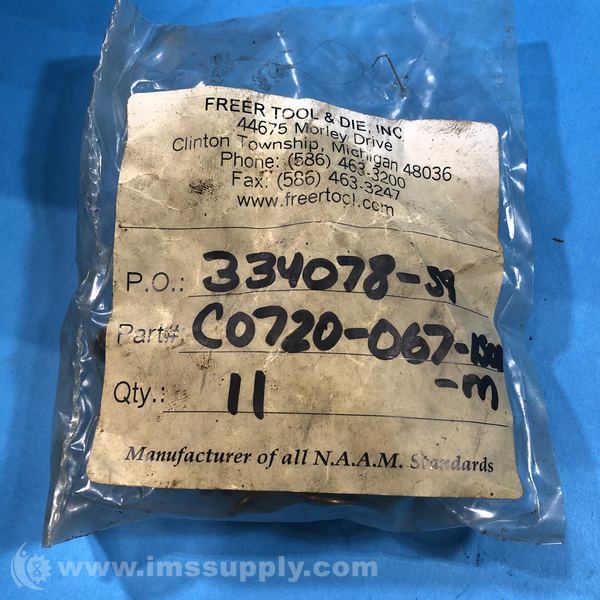 FREER TOOL & DIE, INC
44675 Morley Drive
Clinton Township, Michigan 48036
Phone: (586) 463-3200
Fax: (586) 463-3247
www.freertool.com
P.O.: 334078-59
Part#: C0720-067-
-M
Qty.: 11
Manufacturer of all N.A.A.M. Standards
www.imssupply.com